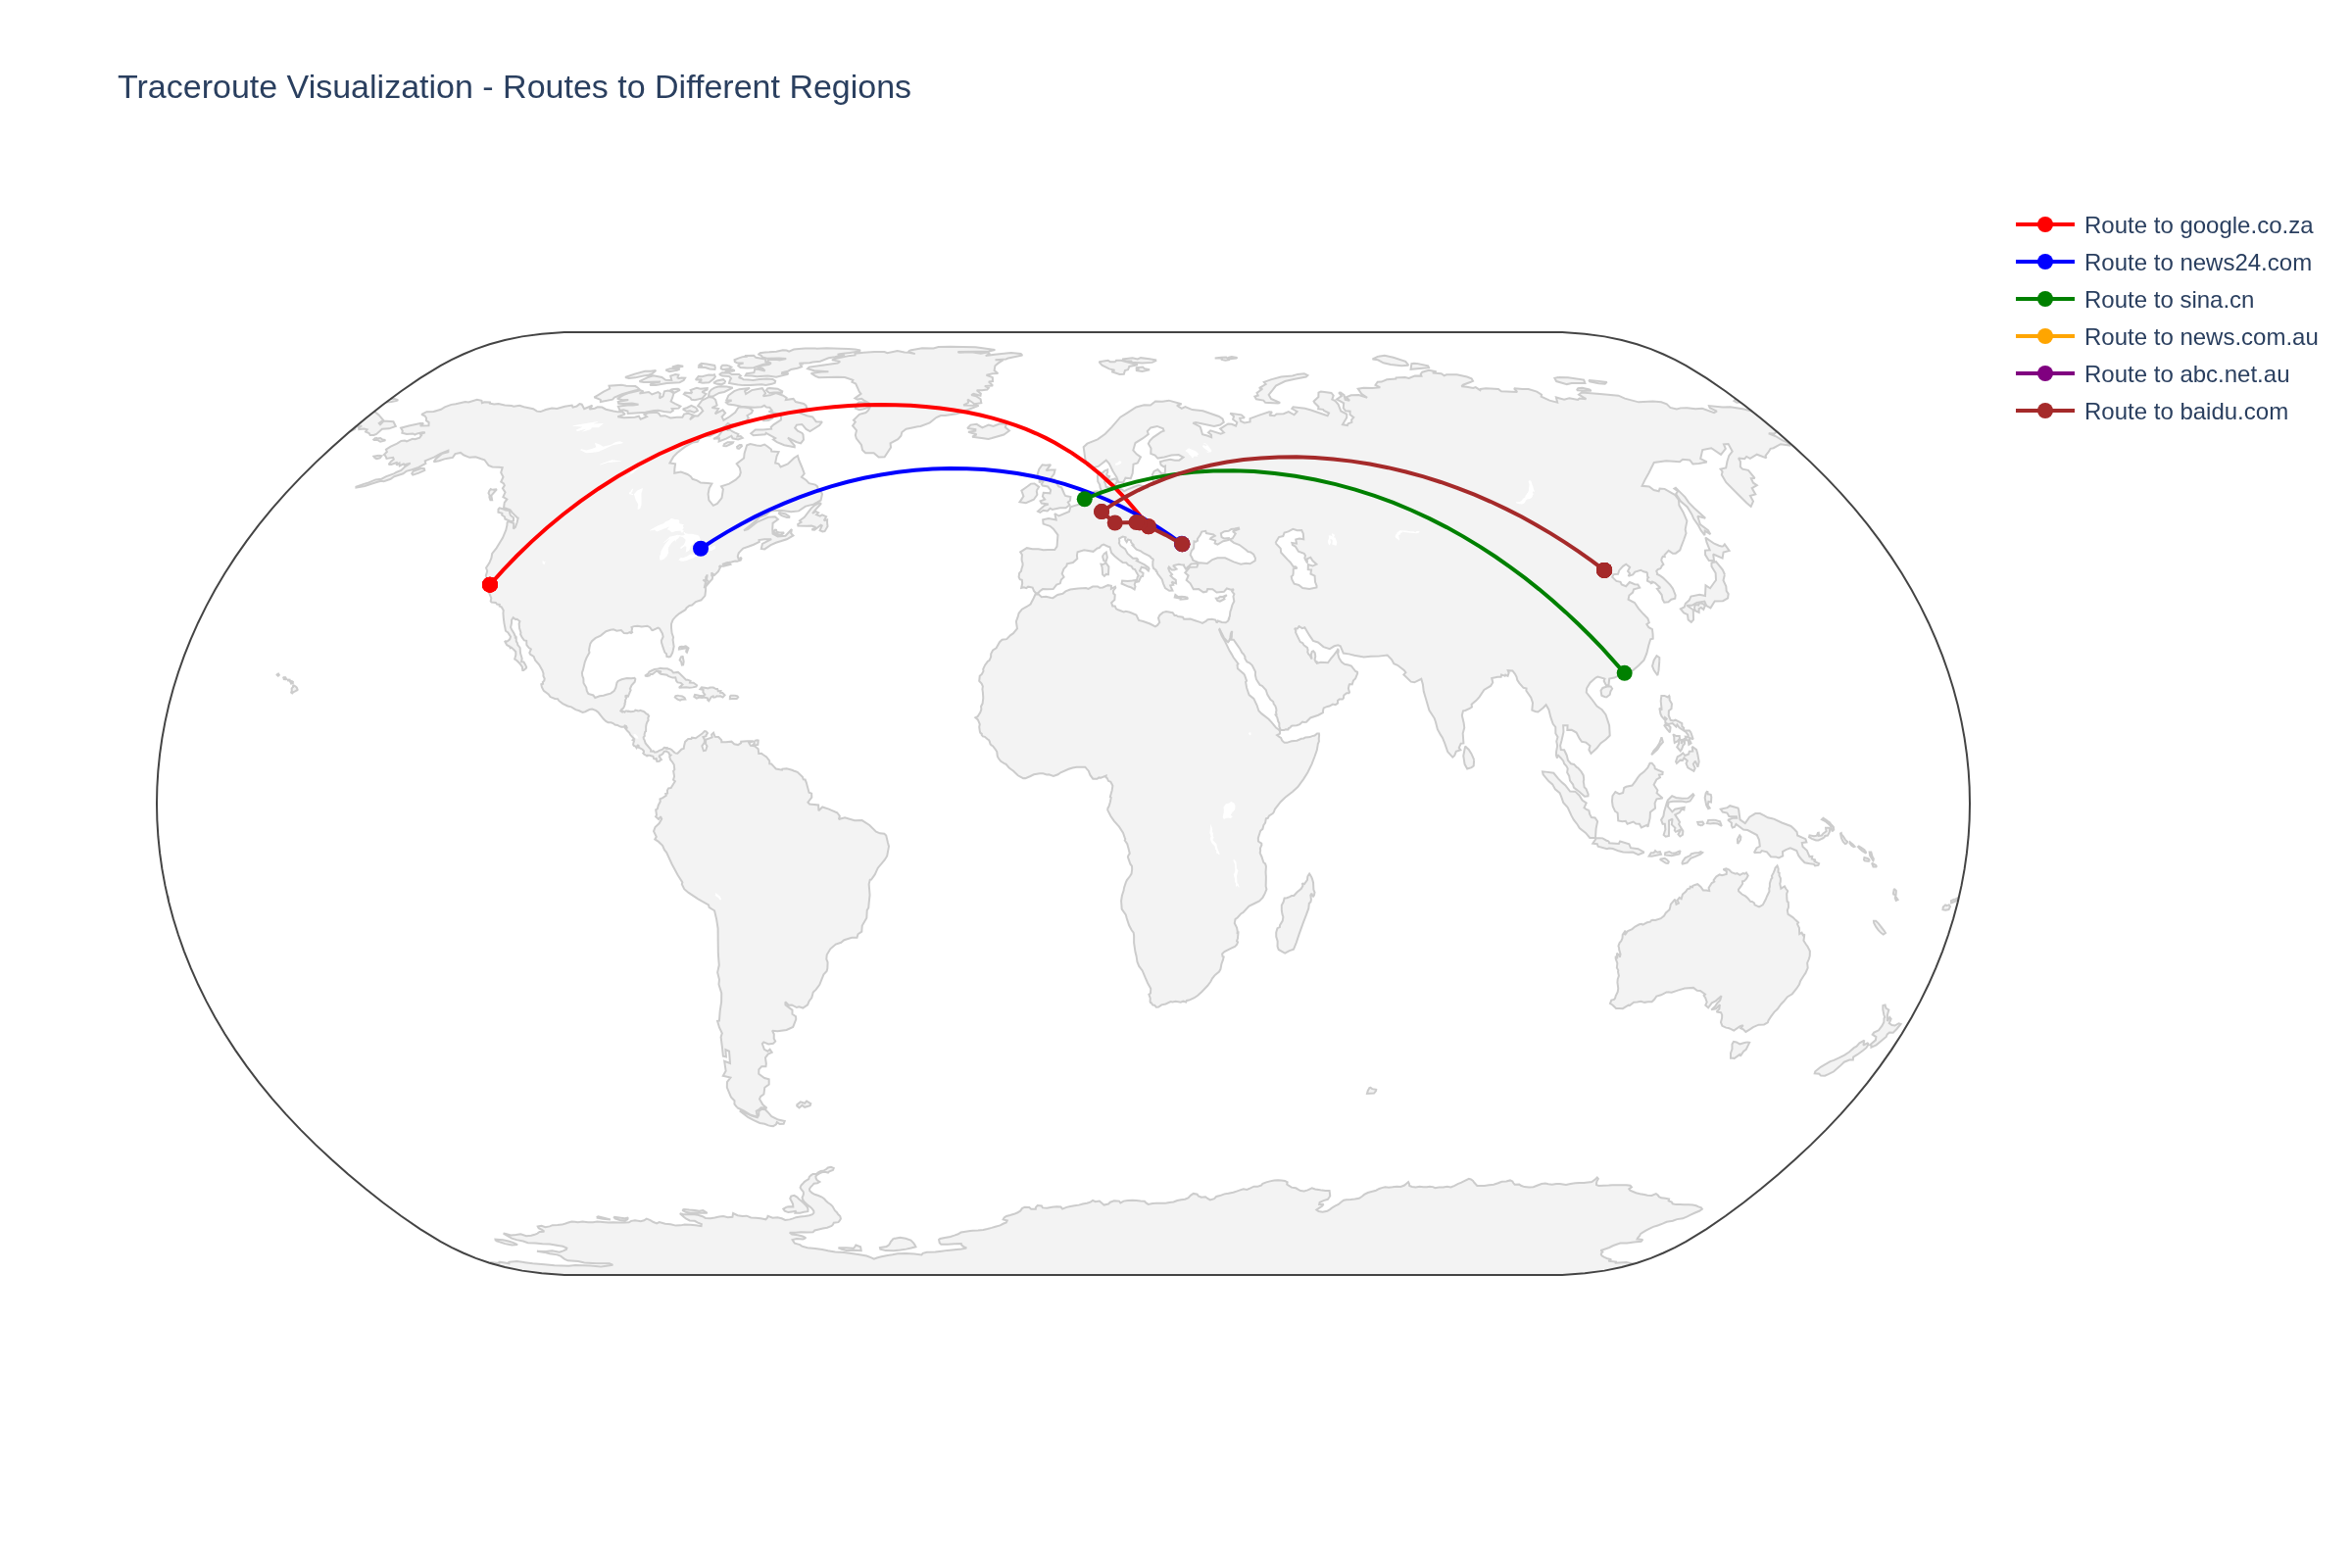 Traceroute Visualization - Routes to Different Regions
Route to google.co.za
Route to news24.com
Route to sina.cn
Route to news.com.au
Route to abc.net.au
Route to baidu.com